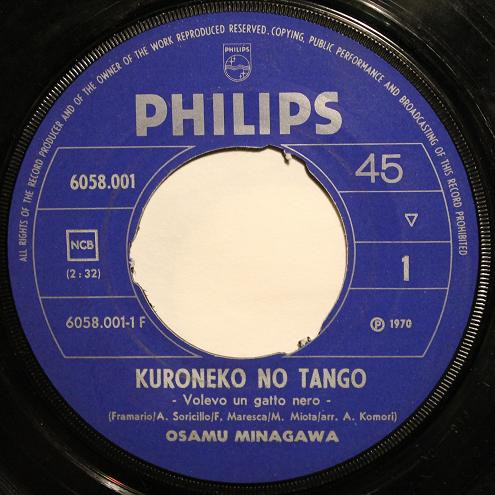 ALL RIGHTS OF THE RECORD PRODUCER AND OF THE OWNER OF THE WORK REPRODUCED RESERVED. COPYING, PUBLIC PERFORMANCE AND BROADCASTING OF THIS RECORD PROHIBITED
PHILIPS
PHILIPS
6058.001
45
NCB
▽
(2:32)
1
6058.001-1 F
Ⓟ 1970
KURONEKO NO TANGO
- Volevo un gatto nero -
(Framario/A. Soricillo/F. Maresca/M. Miota/arr. A. Komori)
OSAMU MINAGAWA